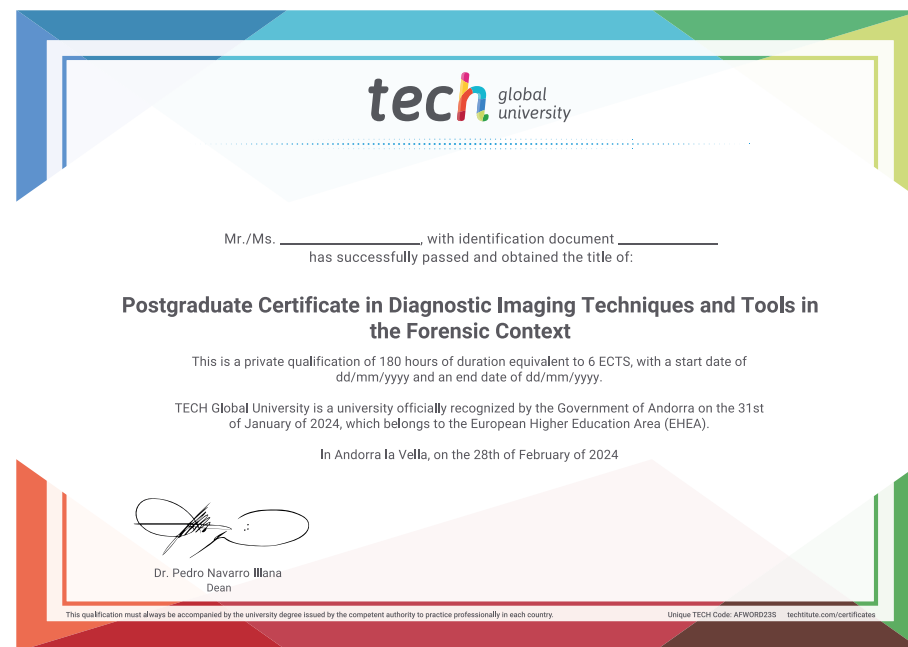 tech global
university
Mr./Ms. ____________________, with identification document ______________
has successfully passed and obtained the title of:
Postgraduate Certificate in Diagnostic Imaging Techniques and Tools in
the Forensic Context
This is a private qualification of 180 hours of duration equivalent to 6 ECTS, with a start date of
dd/mm/yyyy and an end date of dd/mm/yyyy.
TECH Global University is a university officially recognized by the Government of Andorra on the 31st
of January of 2024, which belongs to the European Higher Education Area (EHEA).
In Andorra la Vella, on the 28th of February of 2024
Dr. Pedro Navarro Illana
Dean
This qualification must always be accompanied by the university degree issued by the competent authority to practice professionally in each country. Unique TECH Code: AFWORD23S techtitute.com/certificates